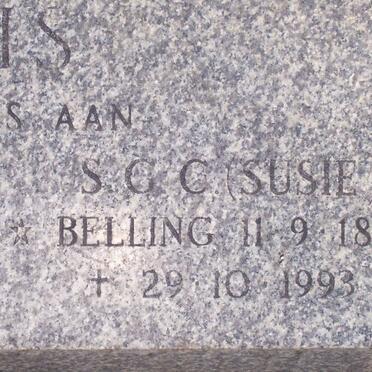 IS
S AAN
S G C (SUSIE
☆ BELLING 11 9 18
+ 29 10 1993